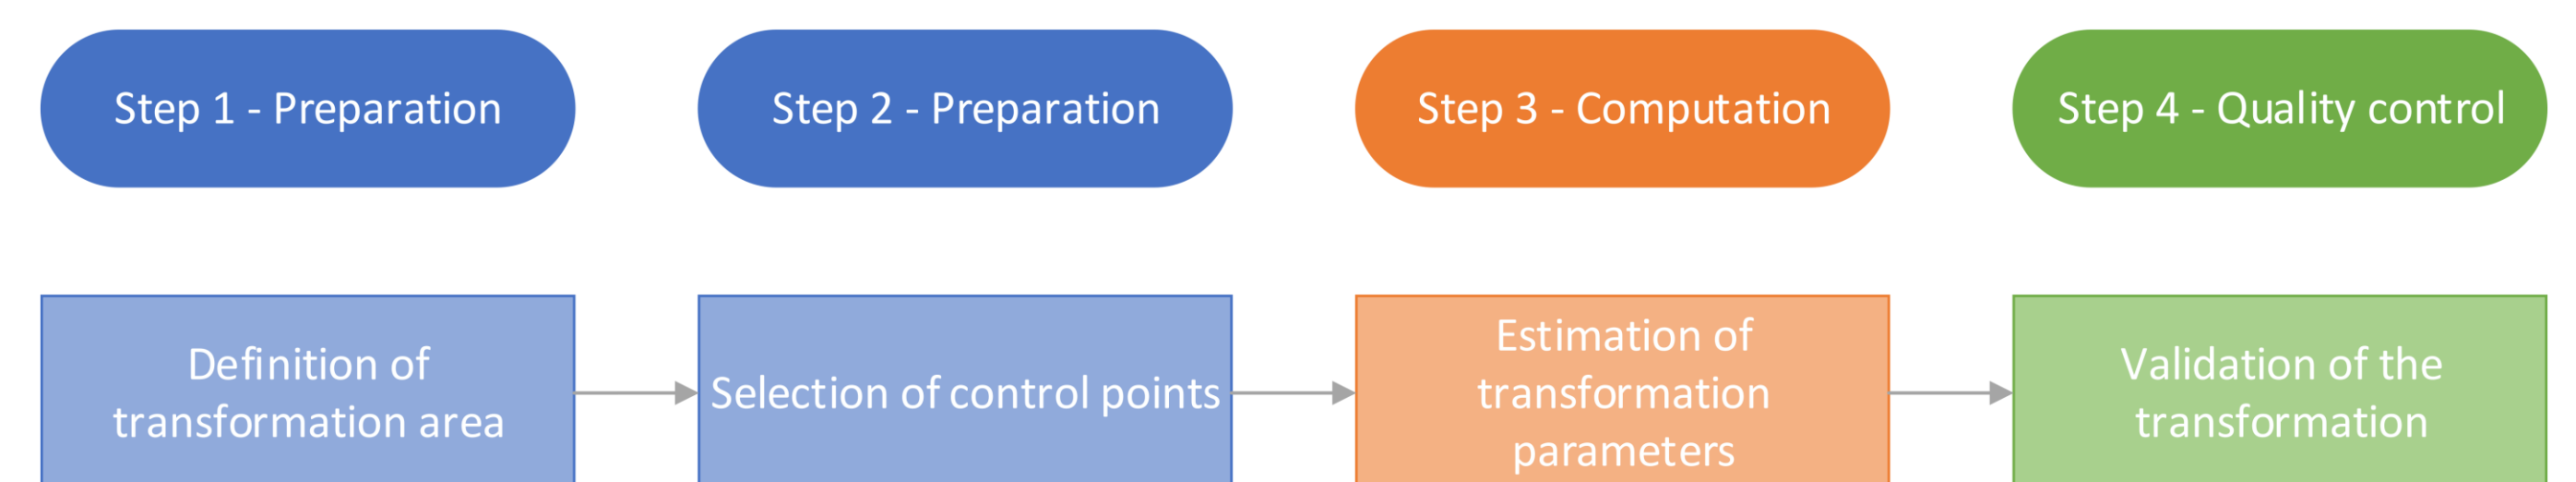 Step 1 - Preparation
Step 2 - Preparation
Step 3 - Computation
Step 4 - Quality control
Definition of
transformation area
Selection of control points
Estimation of
transformation
parameters
Validation of the
transformation